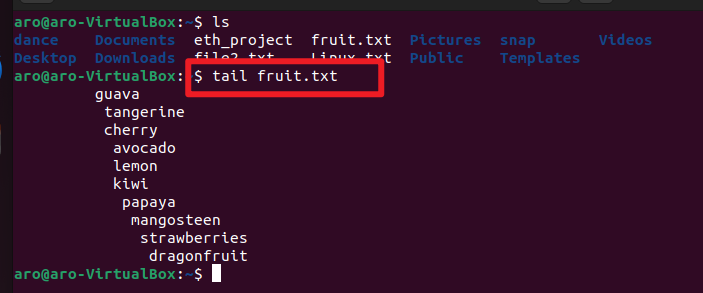 aro@aro-VirtualBox:~$ ls
dance Documents eth_project fruit.txt Pictures snap Videos
Desktop Downloads file2.txt Linux.txt Public Templates
aro@aro-VirtualBox:~$ tail fruit.txt
guava
tangerine
cherry
avocado
lemon
kiwi
papaya
mangosteen
strawberries
dragonfruit
aro@aro-VirtualBox:~$